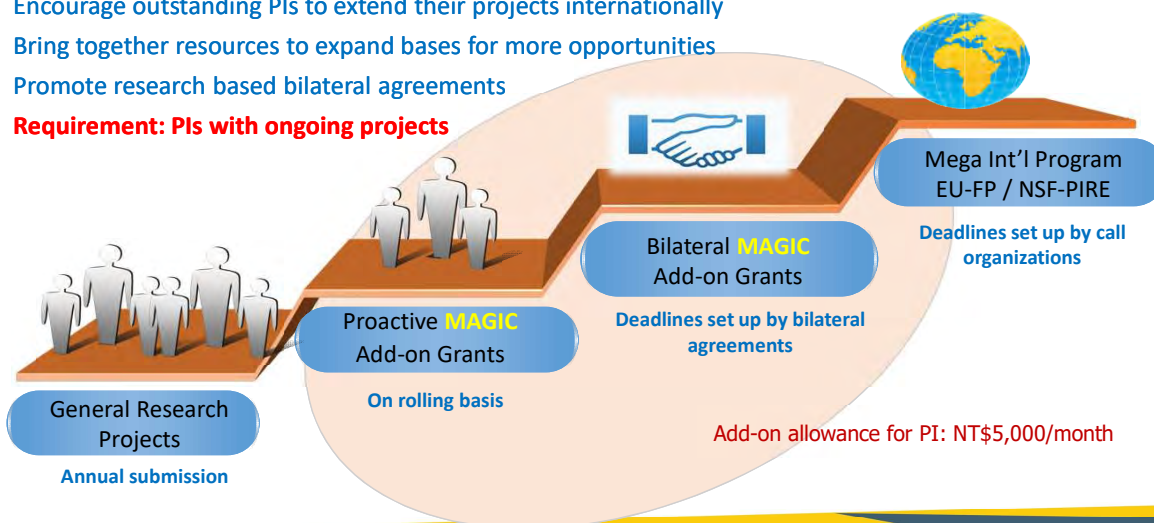 Encourage outstanding PIs to extend their projects internationally
Bring together resources to expand bases for more opportunities
Promote research based bilateral agreements
Requirement: PIs with ongoing projects
Mega Int’l Program
EU-FP / NSF-PIRE
Deadlines set up by call
organizations
Bilateral MAGIC
Add-on Grants
Deadlines set up by bilateral
agreements
Proactive MAGIC
Add-on Grants
On rolling basis
General Research
Projects
Annual submission
Add-on allowance for PI: NT$5,000/month